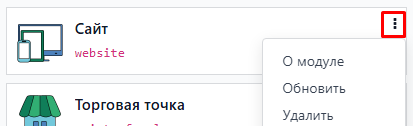 Сайт
website
О модуле
Обновить
Торговая точка
Удалить